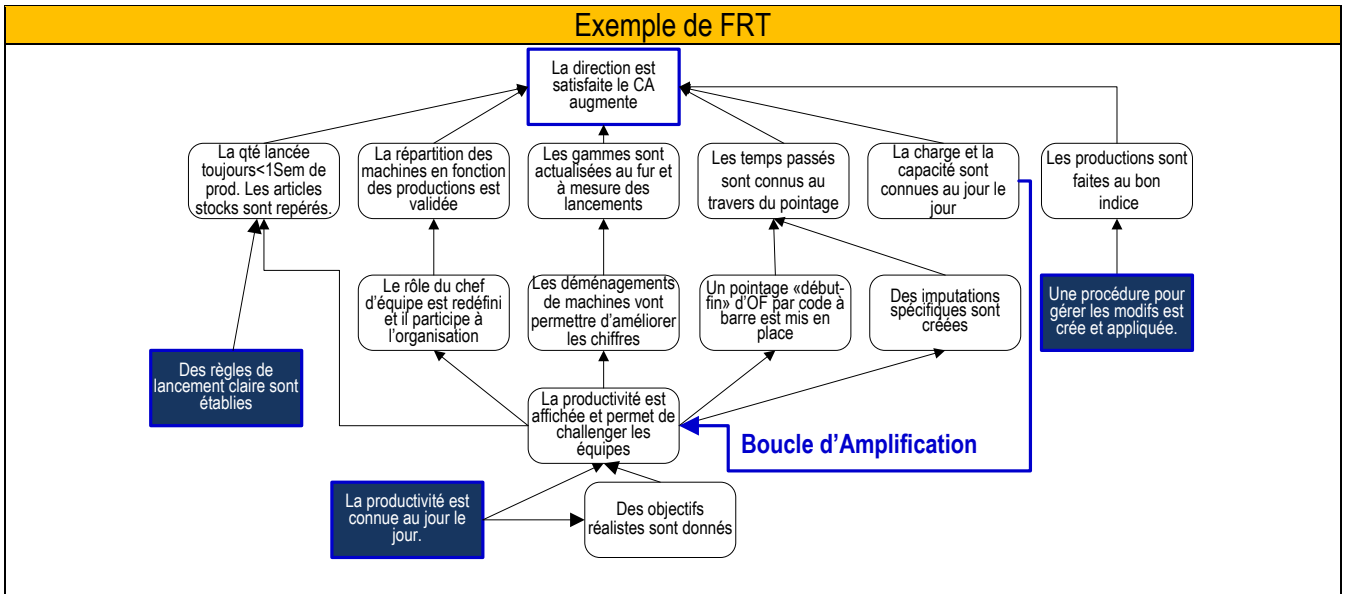 Exemple de FRT
La direction est
satisfaite le CA
augmente
La qté lancée
toujours<1Sem de
prod. Les articles
stocks sont repérés.
La répartition des
machines en fonction
des productions est
validée
Les gammes sont
actualisées au fur et
à mesure des
lancements
Les temps passés
sont connus au
travers du pointage
La charge et la
capacité sont
connues au jour le
jour
Les productions sont
faites au bon
indice
Le rôle du chef
d'équipe est redéfini
et il participe à
l'organisation
Les déménagements
de machines vont
permettre d'améliorer
les chiffres
Un pointage «début-
fin» d'OF par code à
barre est mis en
place
Des imputations
spécifiques sont
créées
Une procédure pour
gérer les modifs est
crée et appliquée.
Des règles de
lancement claire sont
établies
La productivité est
affichée et permet de
challenger les
équipes
Boucle d'Amplification
La productivité est
connue au jour le
jour.
Des objectifs
réalistes sont donnés